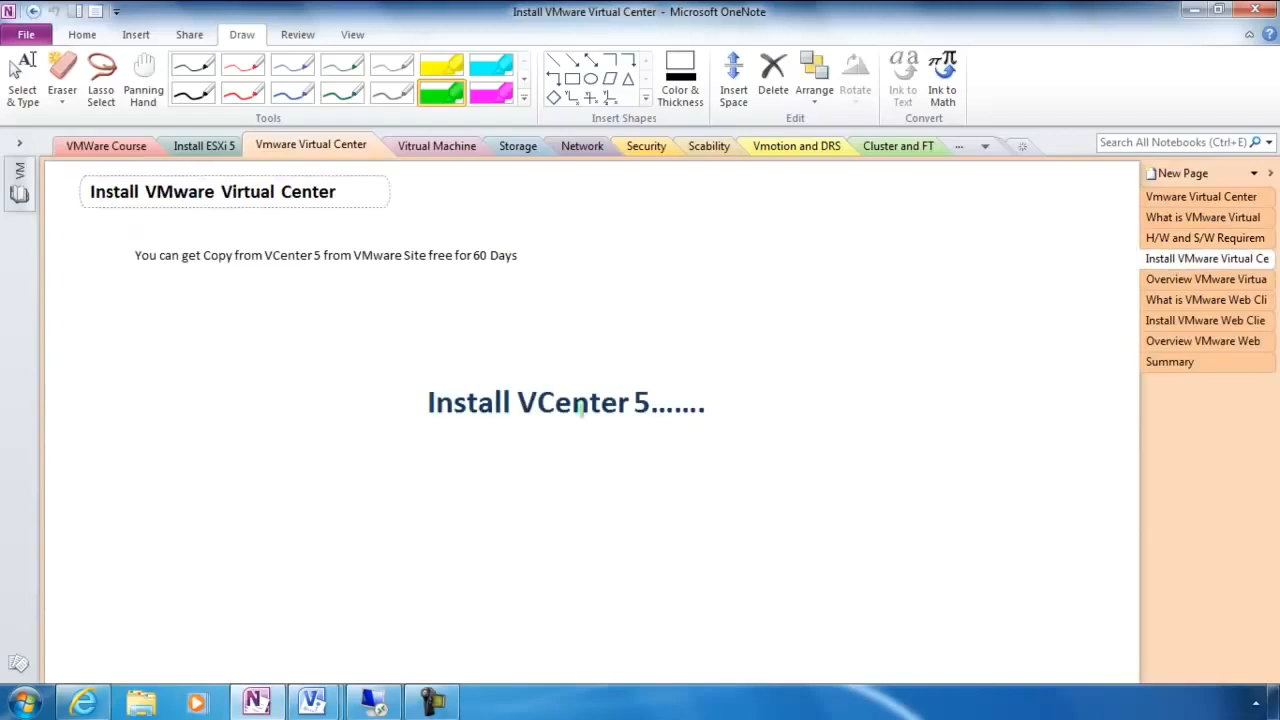 Install VMware Virtual Center - Microsoft OneNote
File Home Insert Share Draw Review View
Select & Type
Eraser
Lasso Select
Panning Hand
Color & Thickness
Insert Space
Delete
Arrange
Rotate
Ink to Text
Ink to Math
Tools
Insert Shapes
Edit
Convert
VMWare Course Install ESXi 5 Vmware Virtual Center Vitrual Machine Storage Network Security Scability Vmotion and DRS Cluster and FT ...
Search All Notebooks (Ctrl+E)
VM
Install VMware Virtual Center
You can get Copy from VCenter 5 from VMware Site free for 60 Days
Install VCenter 5.......
New Page
Vmware Virtual Center
What is VMware Virtual
H/W and S/W Requirem
Install VMware Virtual Ce
Overview VMware Virtua
What is VMware Web Cli
Install VMware Web Clie
Overview VMware Web
Summary